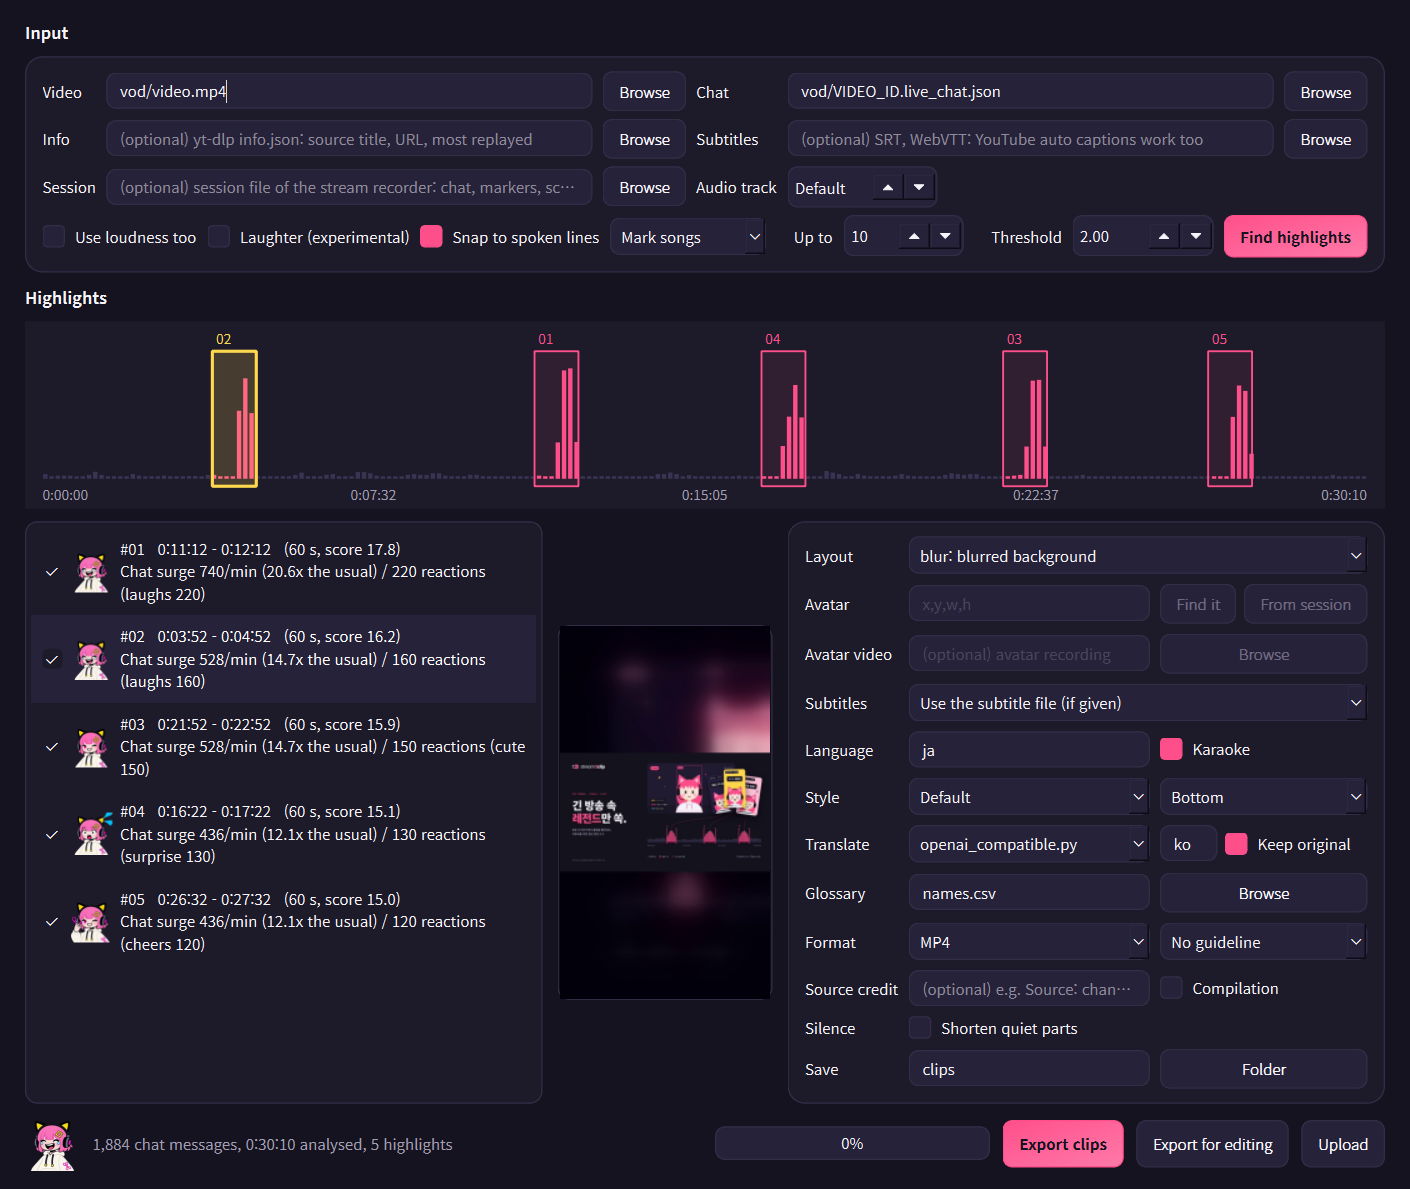 Input
Video vod/video.mp4 Browse Chat vod/VIDEO_ID.live_chat.json Browse
Info (optional) yt-dlp info.json: source title, URL, most replayed Browse Subtitles (optional) SRT, WebVTT: YouTube auto captions work too Browse
Session (optional) session file of the stream recorder: chat, markers, sc… Browse Audio track Default
Use loudness too Laughter (experimental) Snap to spoken lines Mark songs Up to 10 Threshold 2.00 Find highlights
Highlights
02 01 04 03 05
0:00:00 0:07:32 0:15:05 0:22:37 0:30:10
#01 0:11:12 - 0:12:12 (60 s, score 17.8)
Chat surge 740/min (20.6x the usual) / 220 reactions
(laughs 220)
#02 0:03:52 - 0:04:52 (60 s, score 16.2)
Chat surge 528/min (14.7x the usual) / 160 reactions
(laughs 160)
#03 0:21:52 - 0:22:52 (60 s, score 15.9)
Chat surge 528/min (14.7x the usual) / 150 reactions (cute
150)
#04 0:16:22 - 0:17:22 (60 s, score 15.1)
Chat surge 436/min (12.1x the usual) / 130 reactions
(surprise 130)
#05 0:26:32 - 0:27:32 (60 s, score 15.0)
Chat surge 436/min (12.1x the usual) / 120 reactions
(cheers 120)
긴 방송 속
레전드만 쏙.
Layout blur: blurred background
Avatar x,y,w,h Find it From session
Avatar video (optional) avatar recording Browse
Subtitles Use the subtitle file (if given)
Language ja Karaoke
Style Default Bottom
Translate openai_compatible.py ko Keep original
Glossary names.csv Browse
Format MP4 No guideline
Source credit (optional) e.g. Source: chan… Compilation
Silence Shorten quiet parts
Save clips Folder
1,884 chat messages, 0:30:10 analysed, 5 highlights 0% Export clips Export for editing Upload